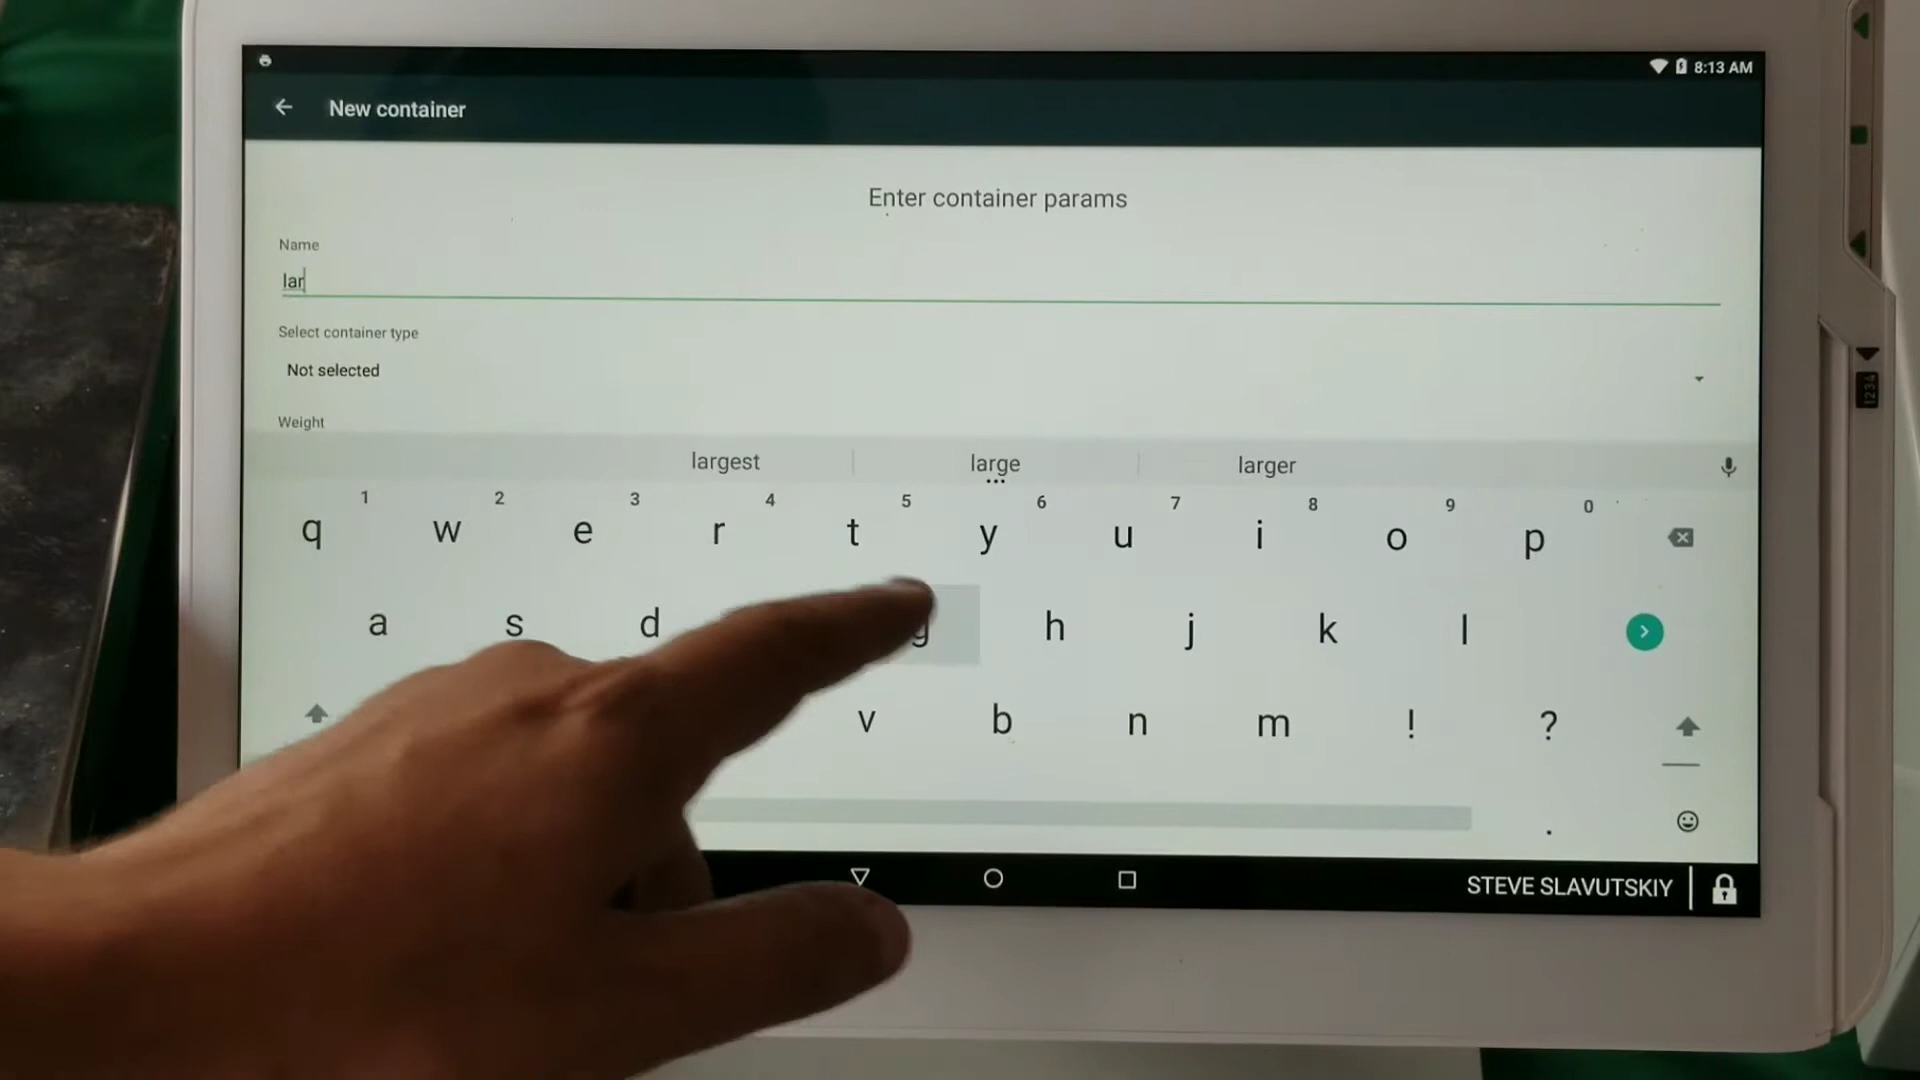 8:13 AM
New container
Enter container params
Name
lar
Select container type
Not selected
Weight
largest large larger
1 2 3 4 5 6 7 8 9 0
q w e r t y u i o p
a s d g h j k l
v b n m ! ?
.
STEVE SLAVUTSKIY
1234